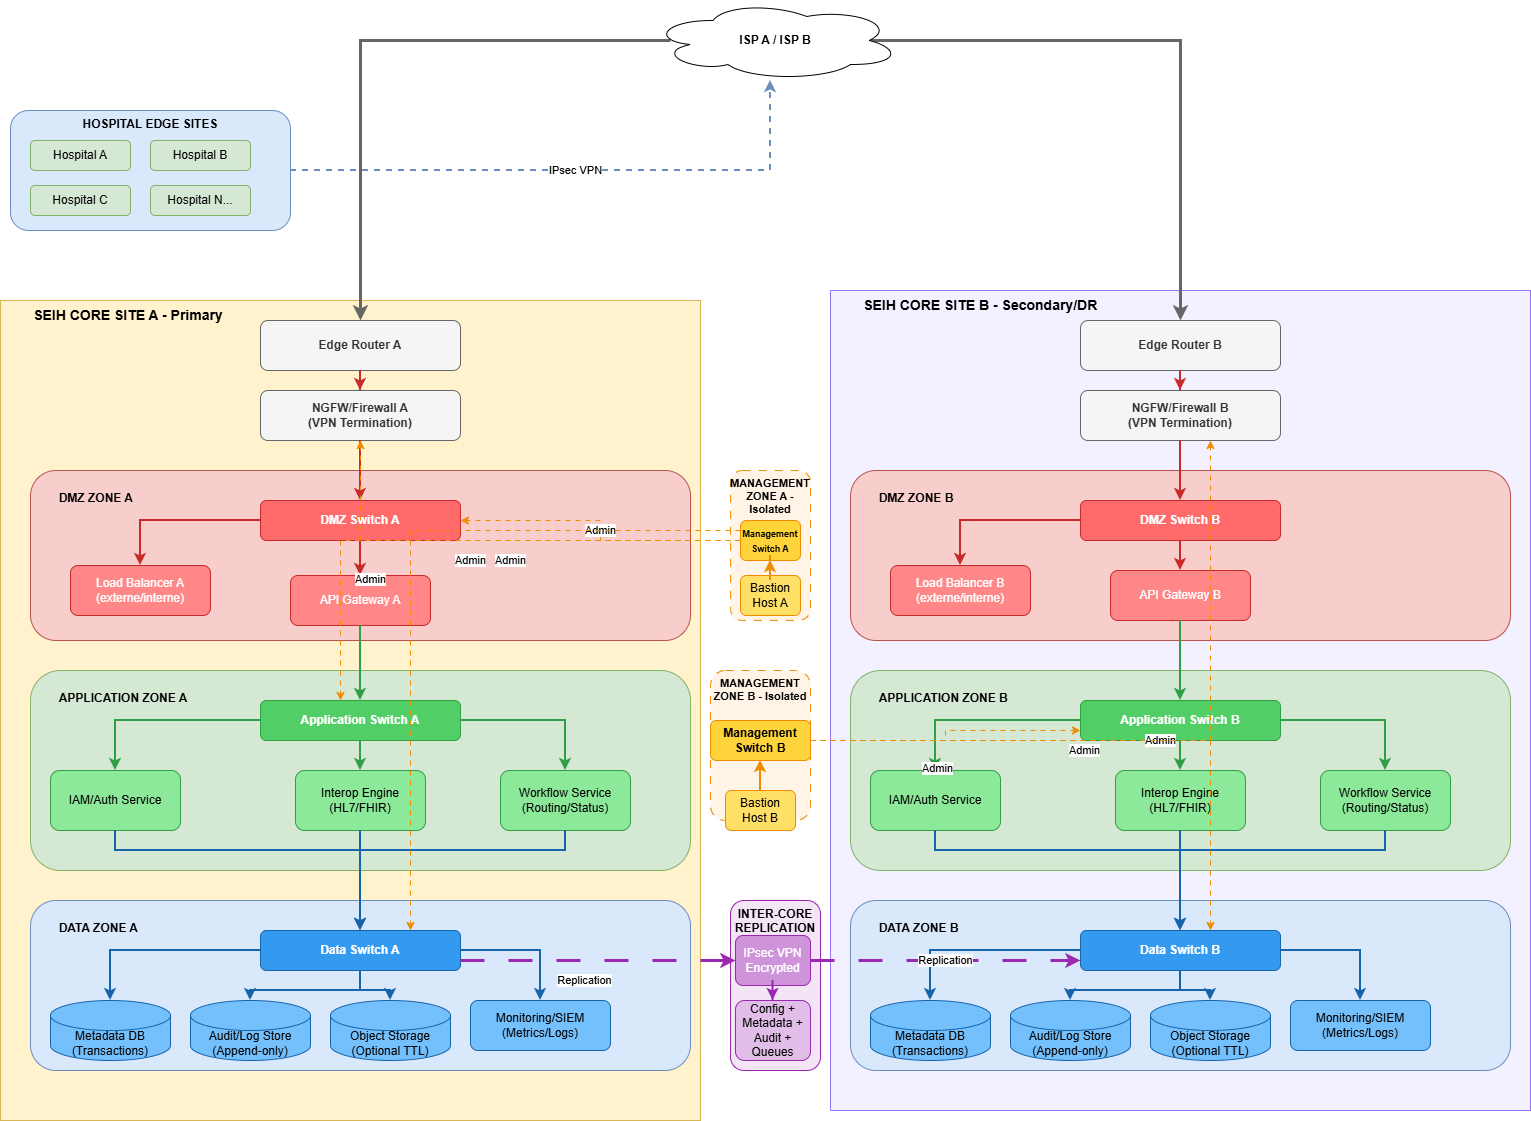 ISP A / ISP B
HOSPITAL EDGE SITES
Hospital A
Hospital B
Hospital C
Hospital N...
IPsec VPN
SEIH CORE SITE A - Primary
Edge Router A
NGFW/Firewall A
(VPN Termination)
DMZ ZONE A
DMZ Switch A
Load Balancer A
(externe/interne)
API Gateway A
Admin
Admin
Admin
Admin
APPLICATION ZONE A
Application Switch A
IAM/Auth Service
Interop Engine
(HL7/FHIR)
Workflow Service
(Routing/Status)
DATA ZONE A
Data Switch A
Replication
Metadata DB
(Transactions)
Audit/Log Store
(Append-only)
Object Storage
(Optional TTL)
Monitoring/SIEM
(Metrics/Logs)
MANAGEMENT
ZONE A -
Isolated
Management
Switch A
Bastion
Host A
MANAGEMENT
ZONE B - Isolated
Management
Switch B
Bastion
Host B
INTER-CORE
REPLICATION
IPsec VPN
Encrypted
Config +
Metadata +
Audit +
Queues
SEIH CORE SITE B - Secondary/DR
Edge Router B
NGFW/Firewall B
(VPN Termination)
DMZ ZONE B
DMZ Switch B
Load Balancer B
(externe/interne)
API Gateway B
APPLICATION ZONE B
Application Switch B
Admin
Admin
Admin
IAM/Auth Service
Interop Engine
(HL7/FHIR)
Workflow Service
(Routing/Status)
DATA ZONE B
Data Switch B
Replication
Metadata DB
(Transactions)
Audit/Log Store
(Append-only)
Object Storage
(Optional TTL)
Monitoring/SIEM
(Metrics/Logs)